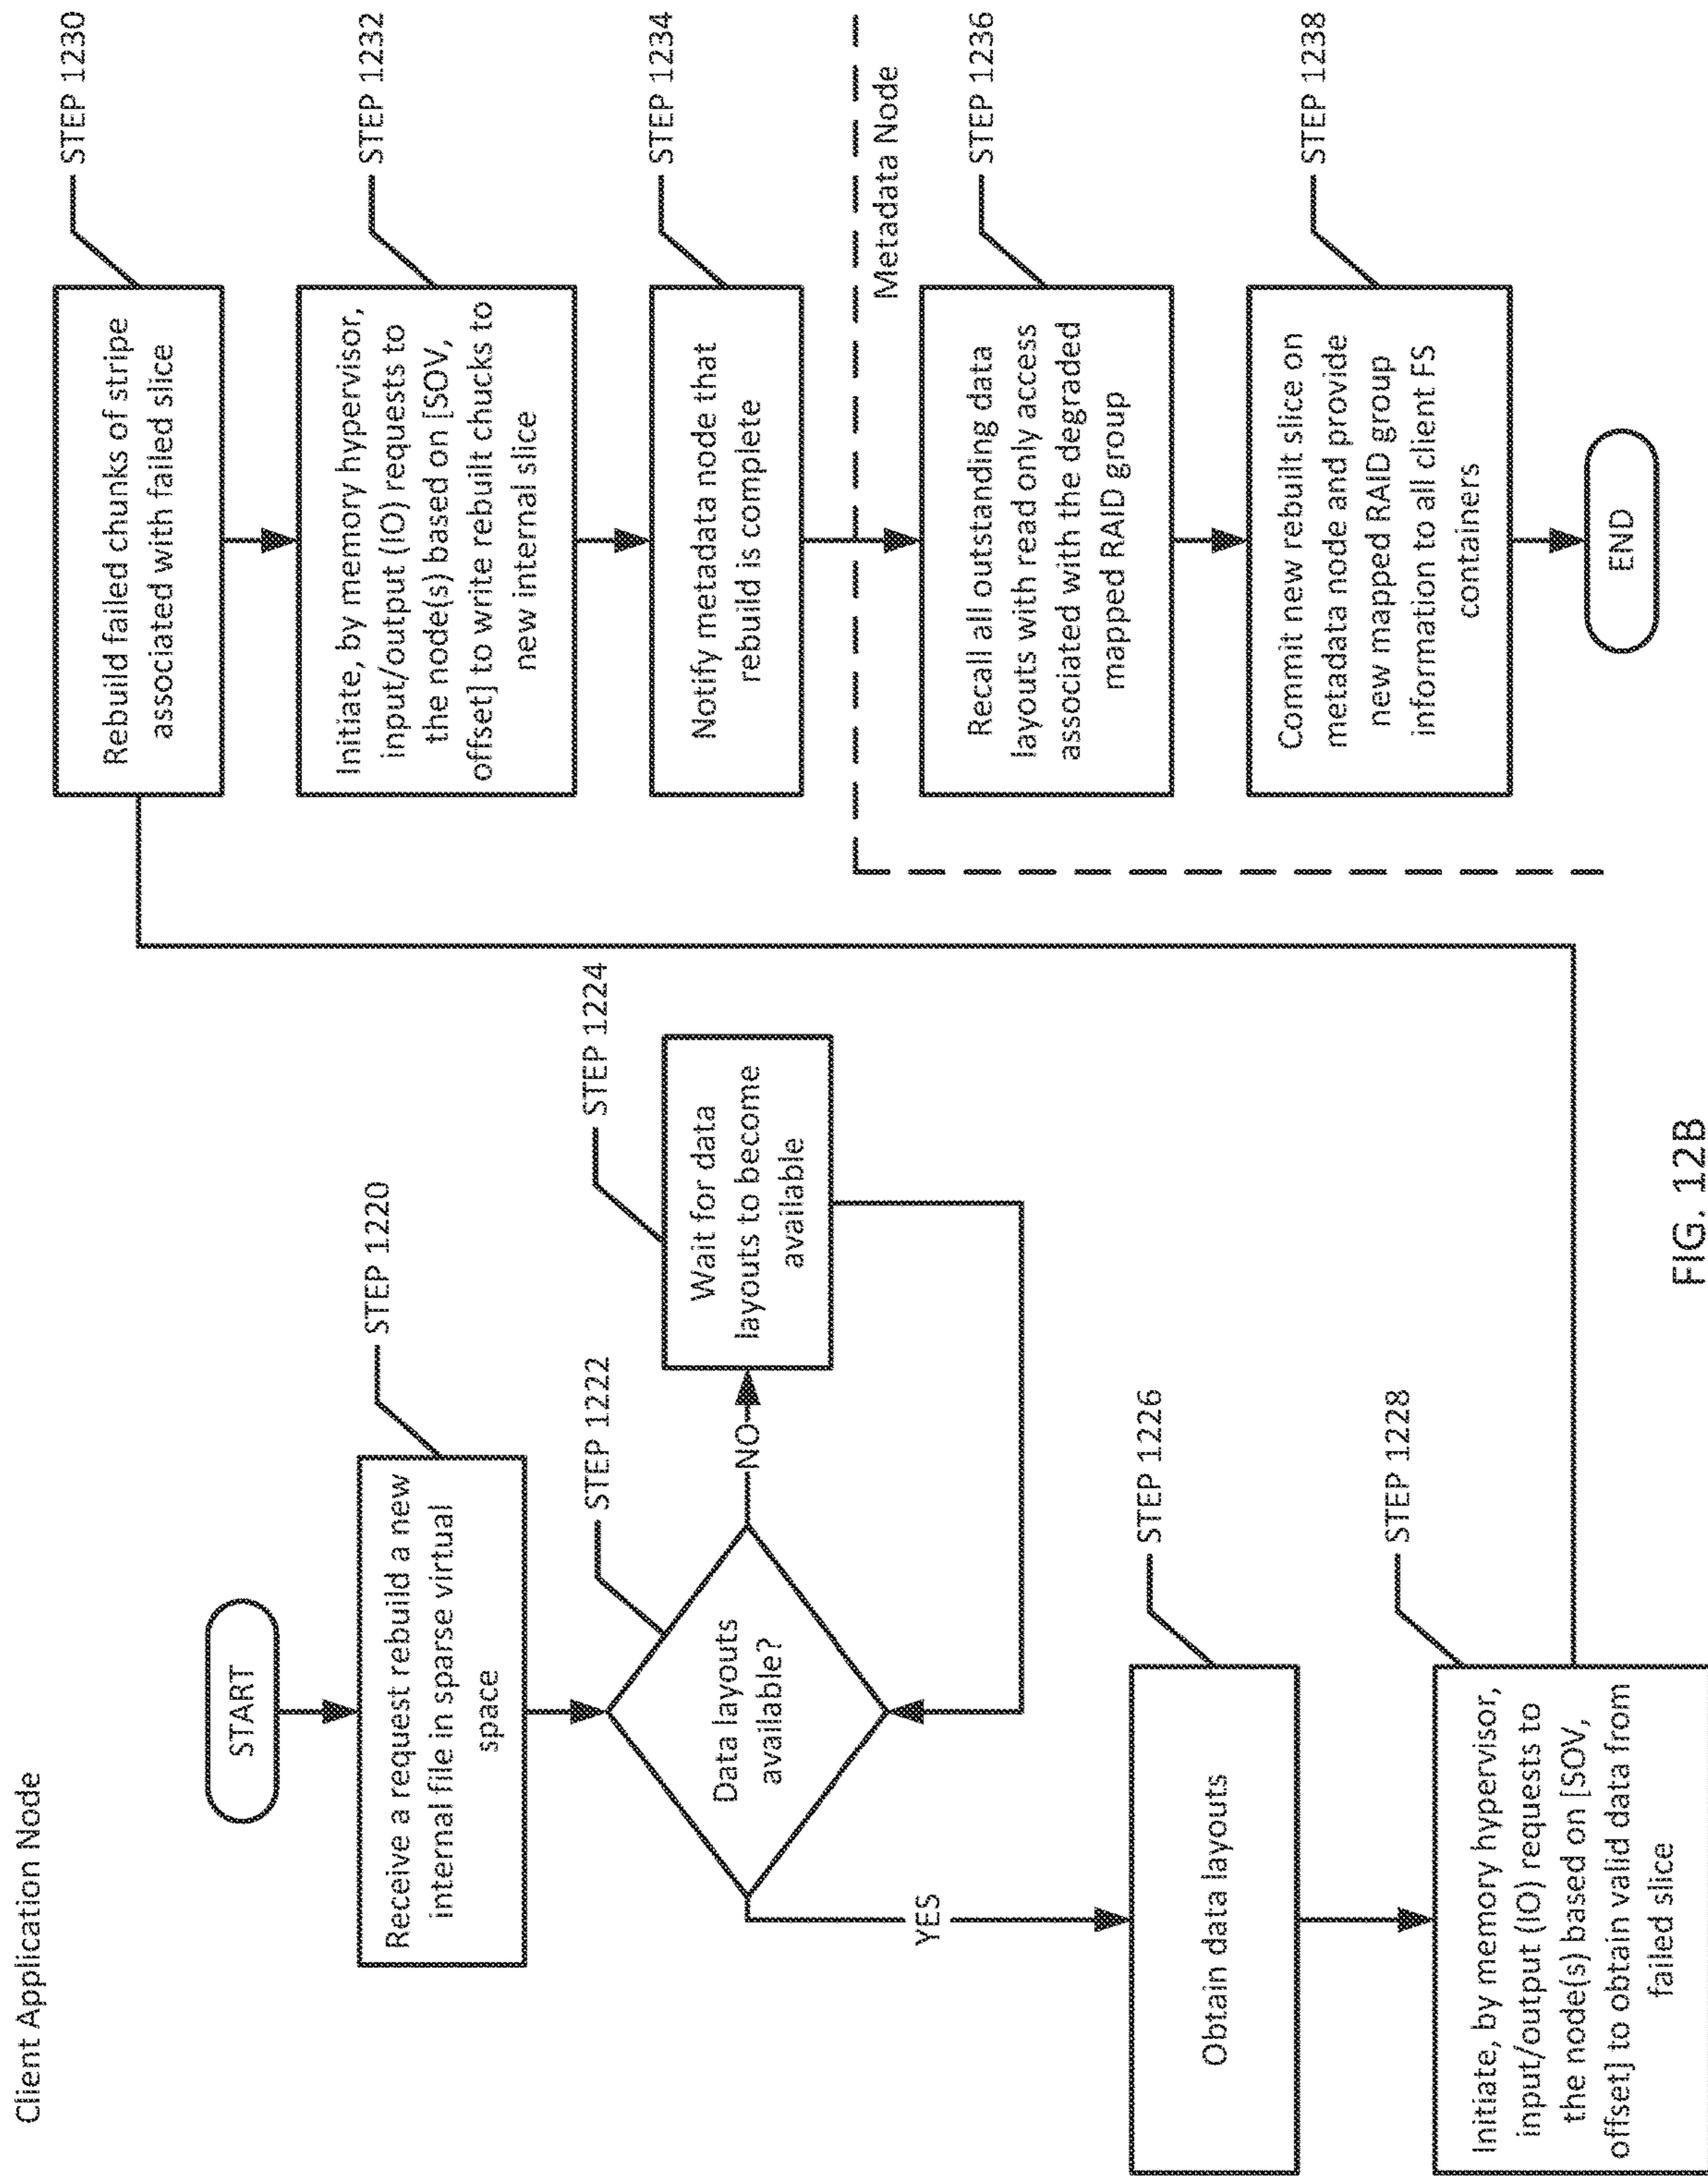 Client Application Node
START
Receive a request rebuild a new
internal file in sparse virtual
space
STEP 1220
Data layouts
available?
STEP 1222
NO
Wait for data
layouts to become
available
STEP 1224
YES
Obtain data layouts
STEP 1226
Initiate, by memory hypervisor,
input/output (IO) requests to
the node(s) based on [SOV,
offset] to obtain valid data from
failed slice
STEP 1228
Rebuild failed chunks of stripe
associated with failed slice
STEP 1230
Initiate, by memory hypervisor,
input/output (IO) requests to
the node(s) based on [SOV,
offset] to write rebuilt chucks to
new internal slice
STEP 1232
Notify metadata node that
rebuild is complete
STEP 1234
Metadata Node
Recall all outstanding data
layouts with read only access
associated with the degraded
mapped RAID group
STEP 1236
Commit new rebuilt slice on
metadata node and provide
new mapped RAID group
information to all client FS
containers
STEP 1238
END
FIG. 12B